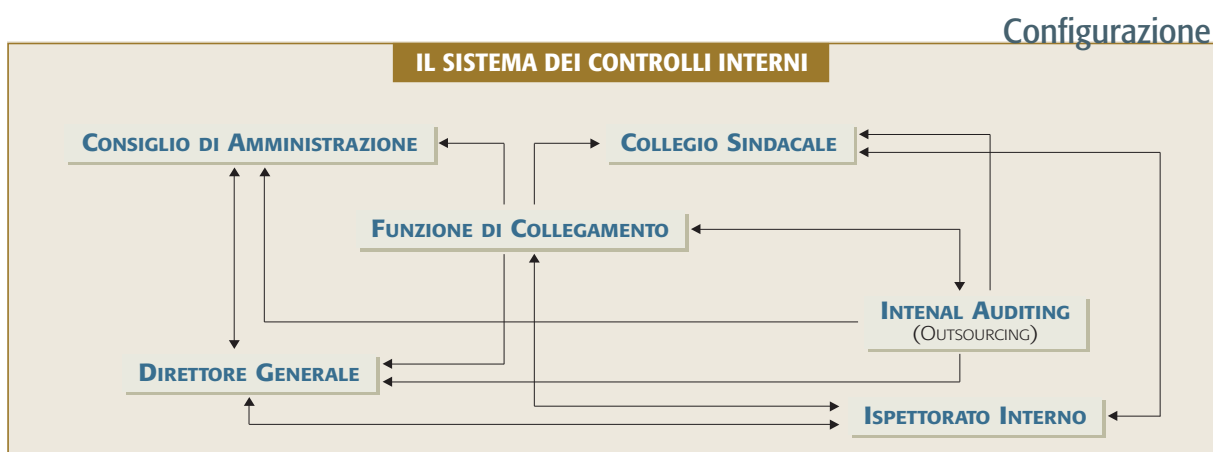 Configurazione
IL SISTEMA DEI CONTROLLI INTERNI
CONSIGLIO DI AMMINISTRAZIONE
COLLEGIO SINDACALE
FUNZIONE DI COLLEGAMENTO
INTENAL AUDITING
(OUTSOURCING)
DIRETTORE GENERALE
ISPETTORATO INTERNO